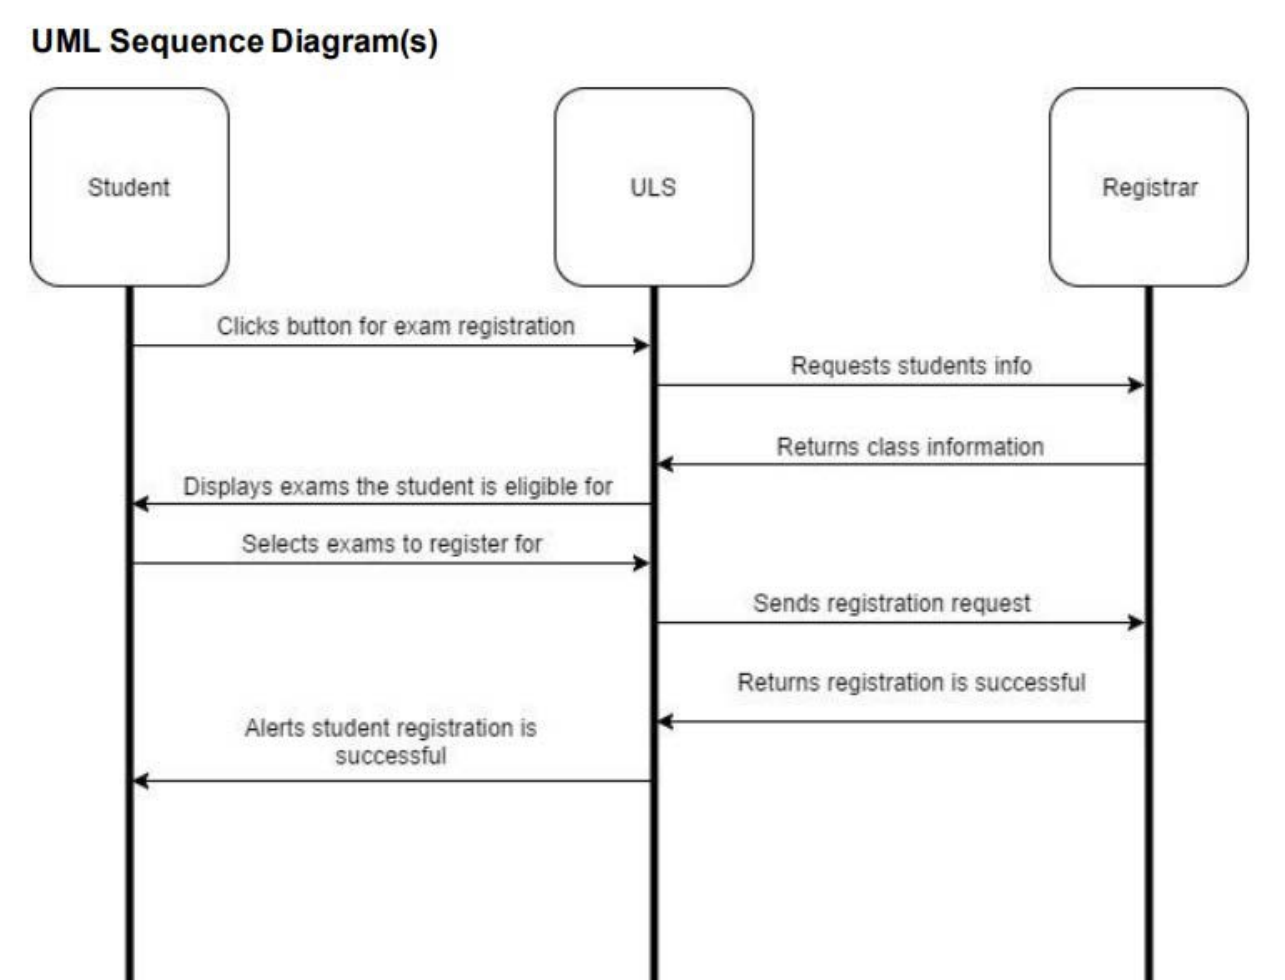 UML Sequence Diagram(s)
Student
ULS
Registrar
Clicks button for exam registration
Requests students info
Returns class information
Displays exams the student is eligible for
Selects exams to register for
Sends registration request
Returns registration is successful
Alerts student registration is
successful